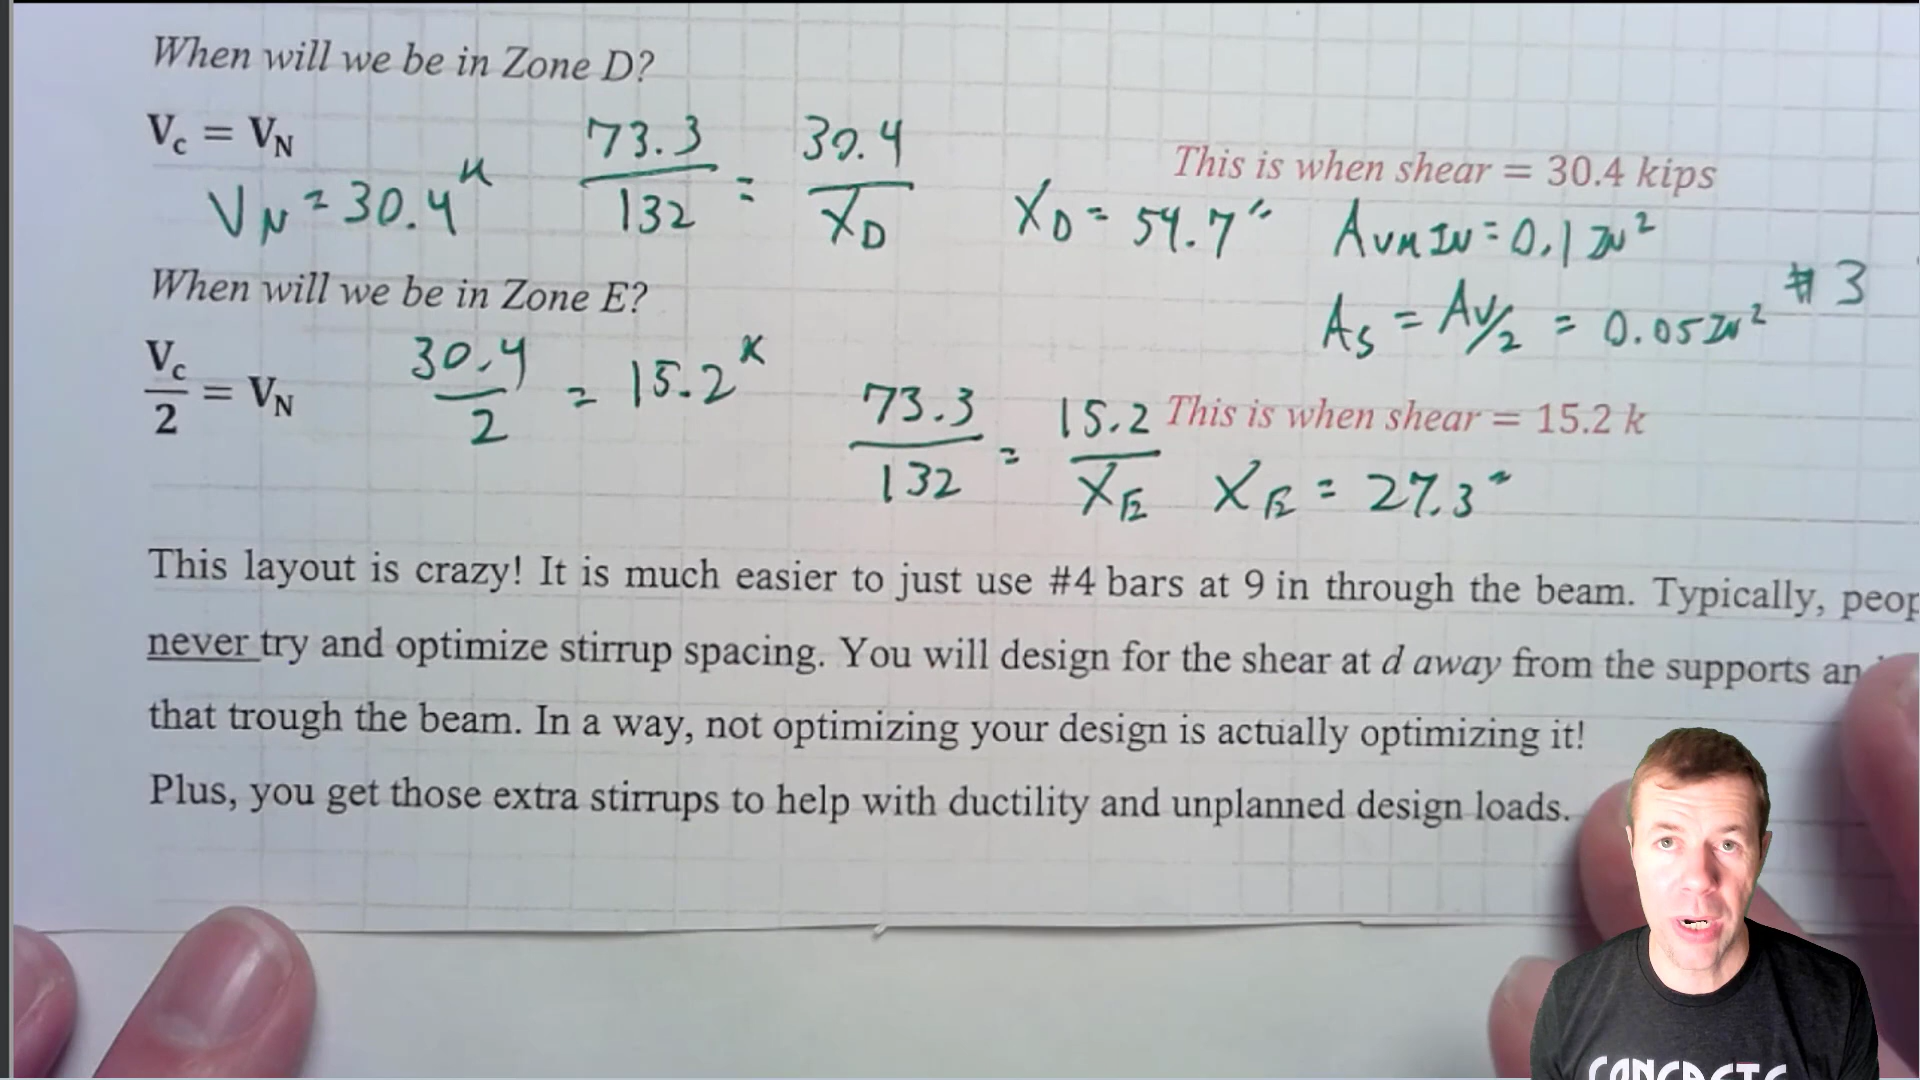 When will we be in Zone D?
Vc = VN
VN = 30.4ᴷ
73.3 / 132 = 30.4 / XD
XD = 54.7"
This is when shear = 30.4 kips
AVMIN = 0.1 IN²
AS = AV/2 = 0.05 IN²
#3
When will we be in Zone E?
Vc / 2 = VN
30.4 / 2 = 15.2ᴷ
73.3 / 132 = 15.2 / XE
This is when shear = 15.2 k
XE = 27.3"
This layout is crazy! It is much easier to just use #4 bars at 9 in through the beam. Typically,
never try and optimize stirrup spacing. You will design for the shear at d away from the supports
that trough the beam. In a way, not optimizing your design is actually optimizing it!
Plus, you get those extra stirrups to help with ductility and unplanned design loads.
CONCRETE